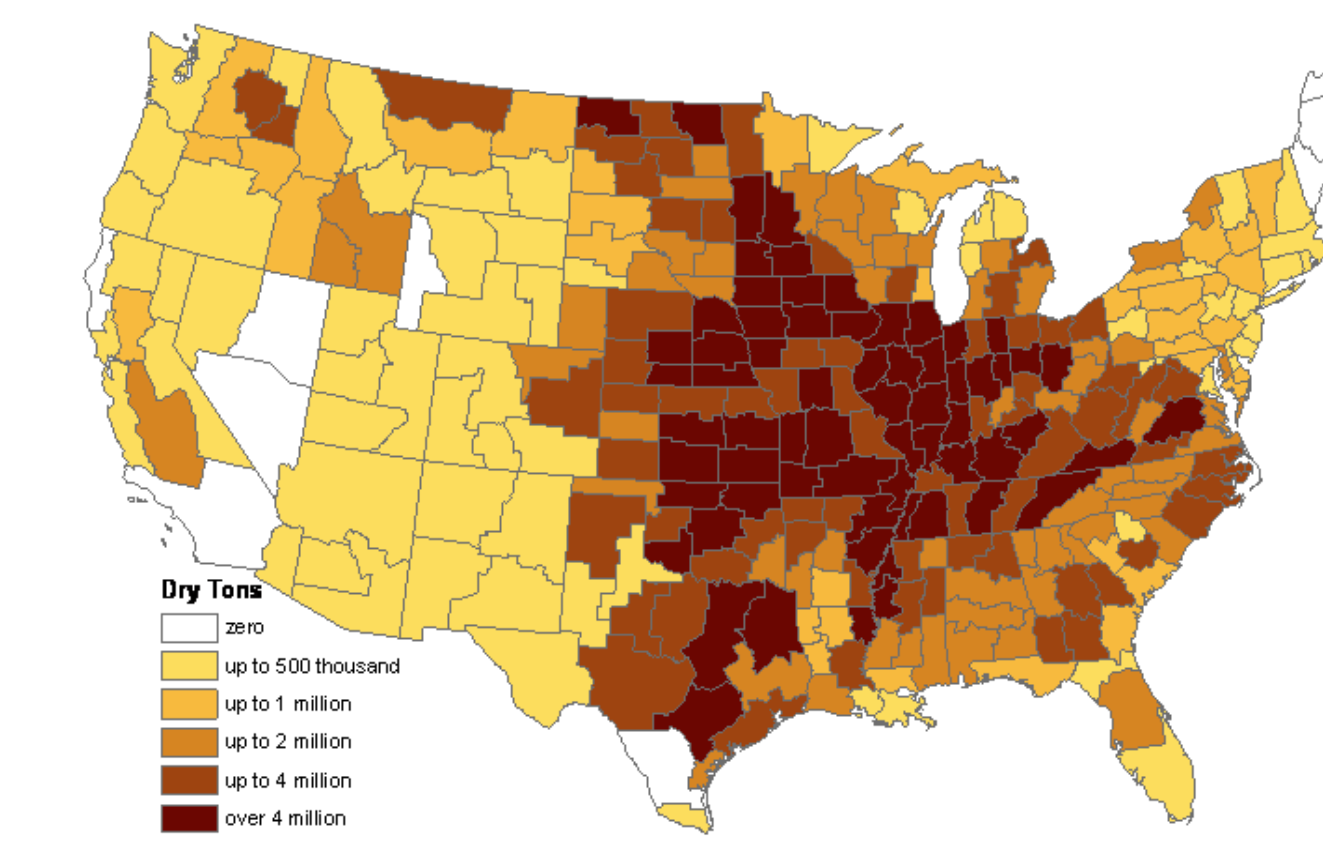 Dry Tons
zero
up to 500 thousand
up to 1 million
up to 2 million
up to 4 million
over 4 million